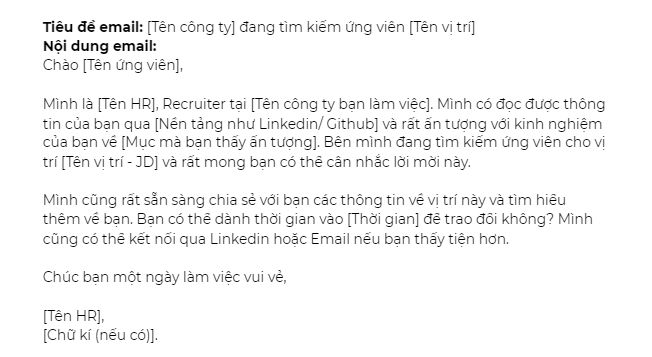 Tiêu đề email: [Tên công ty] đang tìm kiếm ứng viên [Tên vị trí]
Nội dung email:
Chào [Tên ứng viên],
Mình là [Tên HR], Recruiter tại [Tên công ty bạn làm việc]. Mình có đọc được thông
tin của bạn qua [Nền tảng như Linkedin/ Github] và rất ấn tượng với kinh nghiệm
của bạn về [Mục mà bạn thấy ấn tượng]. Bên mình đang tìm kiếm ứng viên cho vị
trí [Tên vị trí - JD] và rất mong bạn có thể cân nhắc lời mời này.
Mình cũng rất sẵn sàng chia sẻ với bạn các thông tin về vị trí này và tìm hiểu
thêm về bạn. Bạn có thể dành thời gian vào [Thời gian] để trao đổi không? Mình
cũng có thể kết nối qua Linkedin hoặc Email nếu bạn thấy tiện hơn.
Chúc bạn một ngày làm việc vui vẻ,
[Tên HR],
[Chữ kí (nếu có)].